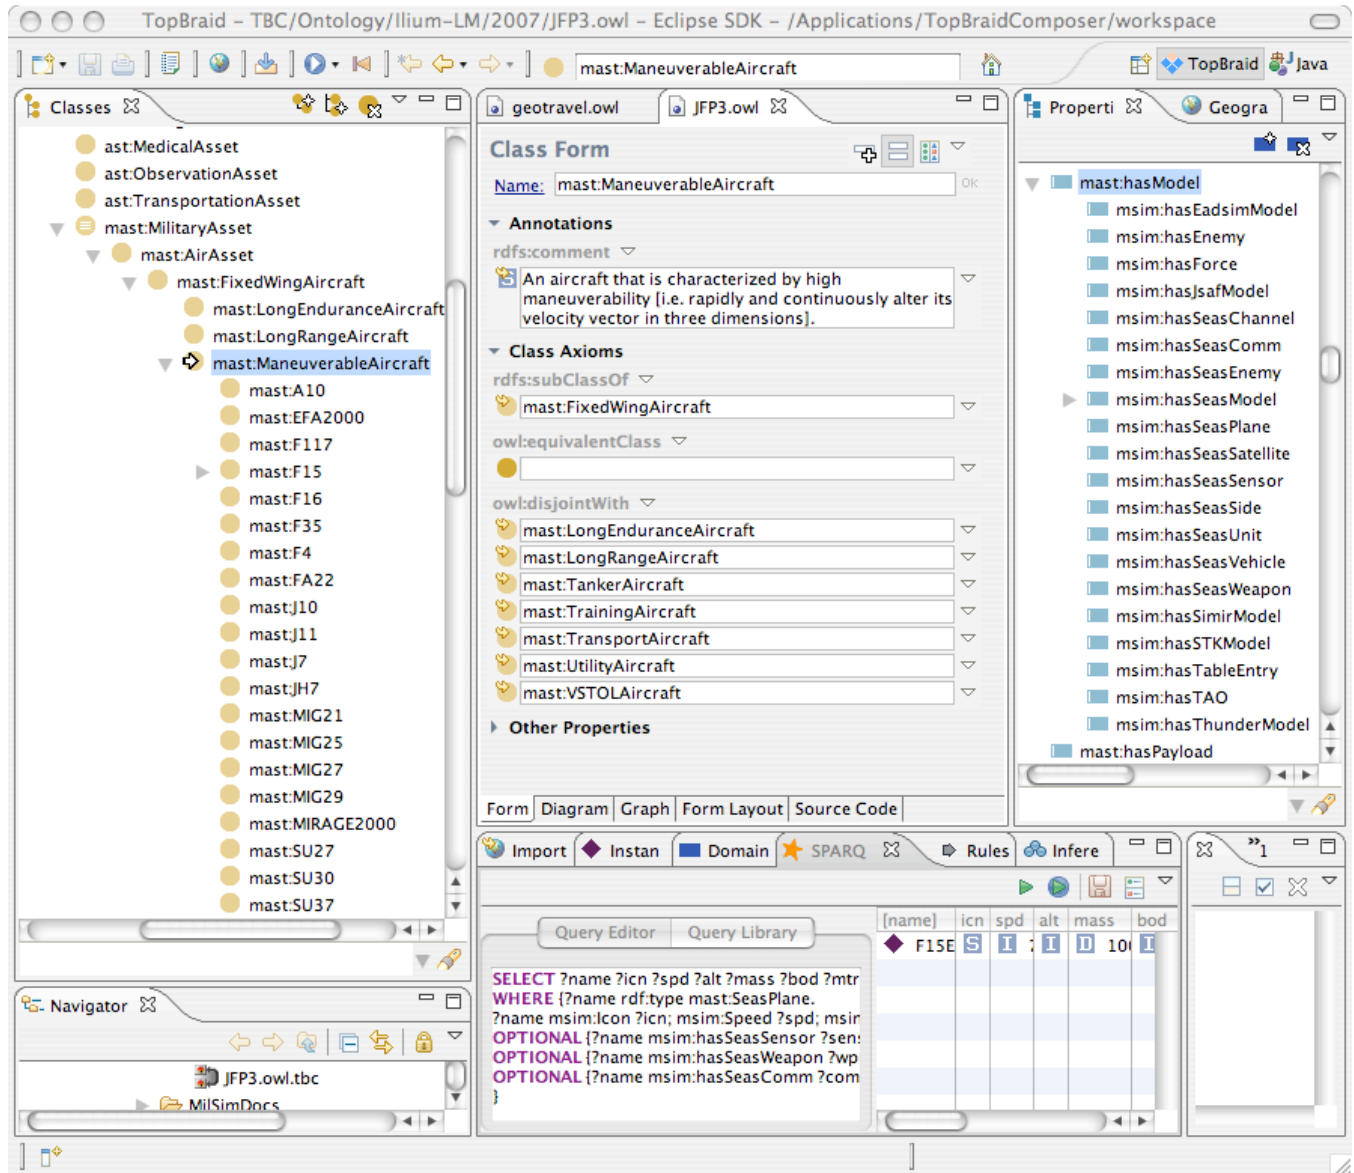 TopBraid – TBC/Ontology/Ilium-LM/2007/JFP3.owl – Eclipse SDK – /Applications/TopBraidComposer/workspace
mast:ManeuverableAircraft
TopBraid
Java
Classes
ast:MedicalAsset
ast:ObservationAsset
ast:TransportationAsset
mast:MilitaryAsset
mast:AirAsset
mast:FixedWingAircraft
mast:LongEnduranceAircraft
mast:LongRangeAircraft
mast:ManeuverableAircraft
mast:A10
mast:EFA2000
mast:F117
mast:F15
mast:F16
mast:F35
mast:F4
mast:FA22
mast:J10
mast:J11
mast:J7
mast:JH7
mast:MIG21
mast:MIG25
mast:MIG27
mast:MIG29
mast:MIRAGE2000
mast:SU27
mast:SU30
mast:SU37
Navigator
JFP3.owl.tbc
MilSimDocs
geotravel.owl
JFP3.owl
Class Form
Name: mast:ManeuverableAircraft Ok
Annotations
rdfs:comment
S An aircraft that is characterized by high
maneuverability [i.e. rapidly and continuously alter its
velocity vector in three dimensions].
Class Axioms
rdfs:subClassOf
mast:FixedWingAircraft
owl:equivalentClass
owl:disjointWith
mast:LongEnduranceAircraft
mast:LongRangeAircraft
mast:TankerAircraft
mast:TrainingAircraft
mast:TransportAircraft
mast:UtilityAircraft
mast:VSTOLAircraft
Other Properties
Form Diagram Graph Form Layout Source Code
Properti
Geogra
mast:hasModel
msim:hasEadsimModel
msim:hasEnemy
msim:hasForce
msim:hasJsafModel
msim:hasSeasChannel
msim:hasSeasComm
msim:hasSeasEnemy
msim:hasSeasModel
msim:hasSeasPlane
msim:hasSeasSatellite
msim:hasSeasSensor
msim:hasSeasSide
msim:hasSeasUnit
msim:hasSeasVehicle
msim:hasSeasWeapon
msim:hasSimirModel
msim:hasSTKModel
msim:hasTableEntry
msim:hasTAO
msim:hasThunderModel
mast:hasPayload
Import Instan Domain SPARQ Rules Infere
Query Editor Query Library
SELECT ?name ?icn ?spd ?alt ?mass ?bod ?mtr
WHERE {?name rdf:type mast:SeasPlane.
?name msim:Icon ?icn; msim:Speed ?spd; msim
OPTIONAL {?name msim:hasSeasSensor ?sens
OPTIONAL {?name msim:hasSeasWeapon ?wp
OPTIONAL {?name msim:hasSeasComm ?com
}
[name] icn spd alt mass bod
F15E S I I D 10 I
»1